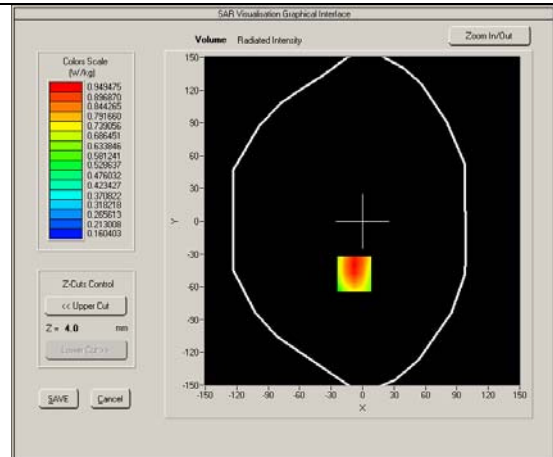 SAR Visualisation Graphical Interface
Volume Radiated Intensity
Zoom In/Out
Colors Scale
(W/kg)
0.949475
0.896870
0.844265
0.791660
0.739056
0.686451
0.633846
0.581241
0.528637
0.476032
0.423427
0.370822
0.318218
0.265613
0.213008
0.160403
Z-Cuts Control
<< Upper Cut
Z = 4.0 mm
Lower Cut >>
SAVE Cancel
150
120
90
60
30
0
-30
-60
-90
-120
-150
Y
-150 -120 -90 -60 -30 0 30 60 90 120 150
X